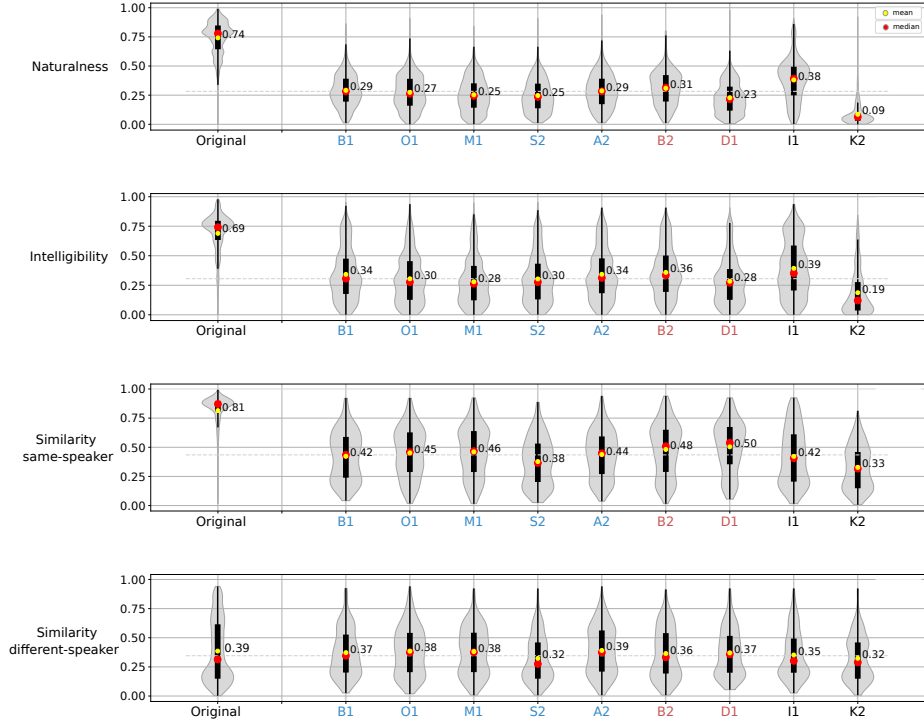 mean
median
Naturalness
1.00
0.75
0.50
0.25
0.00
0.74
0.29
0.27
0.25
0.25
0.29
0.31
0.23
0.38
0.09
Original
B1
O1
M1
S2
A2
B2
D1
I1
K2
Intelligibility
1.00
0.75
0.50
0.25
0.00
0.69
0.34
0.30
0.28
0.30
0.34
0.36
0.28
0.39
0.19
Original
B1
O1
M1
S2
A2
B2
D1
I1
K2
Similarity
same-speaker
1.00
0.75
0.50
0.25
0.00
0.81
0.42
0.45
0.46
0.38
0.44
0.48
0.50
0.42
0.33
Original
B1
O1
M1
S2
A2
B2
D1
I1
K2
Similarity
different-speaker
1.00
0.75
0.50
0.25
0.00
0.39
0.37
0.38
0.38
0.32
0.39
0.36
0.37
0.35
0.32
Original
B1
O1
M1
S2
A2
B2
D1
I1
K2